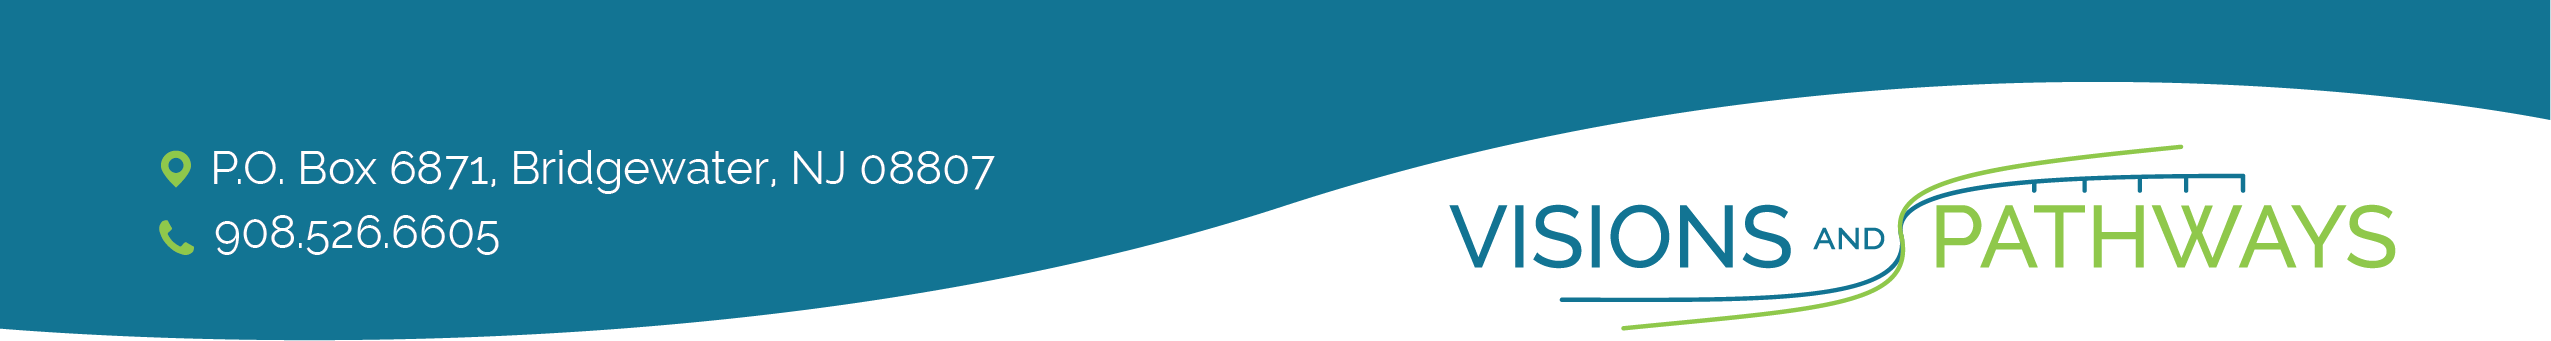 P.O. Box 6871, Bridgewater, NJ 08807
908.526.6605
VISIONS AND PATHWAYS